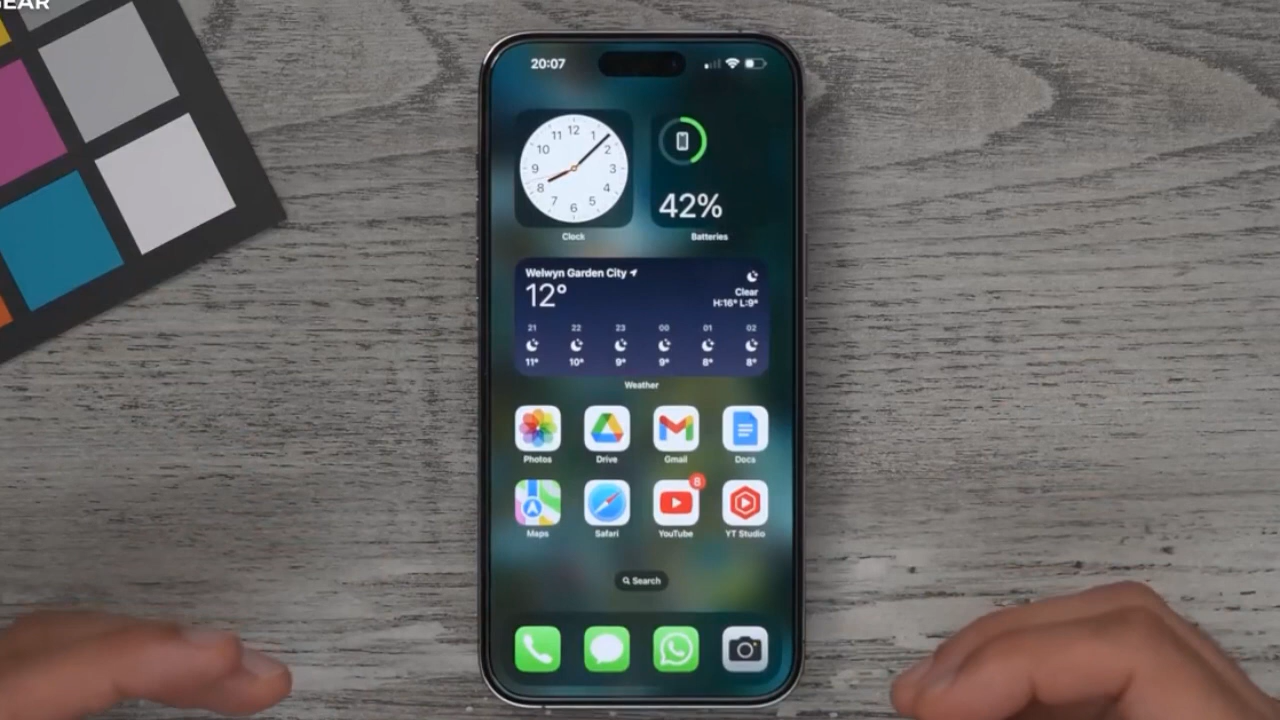 GEAR
20:07
12
11
1
10
2
9
3
8
4
7
5
6
42%
Clock
Batteries
Welwyn Garden City
12°
Clear
H:16° L:9°
21 22 23 00 01 02
11° 10° 9° 9° 8° 8°
Weather
Photos Drive Gmail Docs
8
Maps Safari YouTube YT Studio
Search